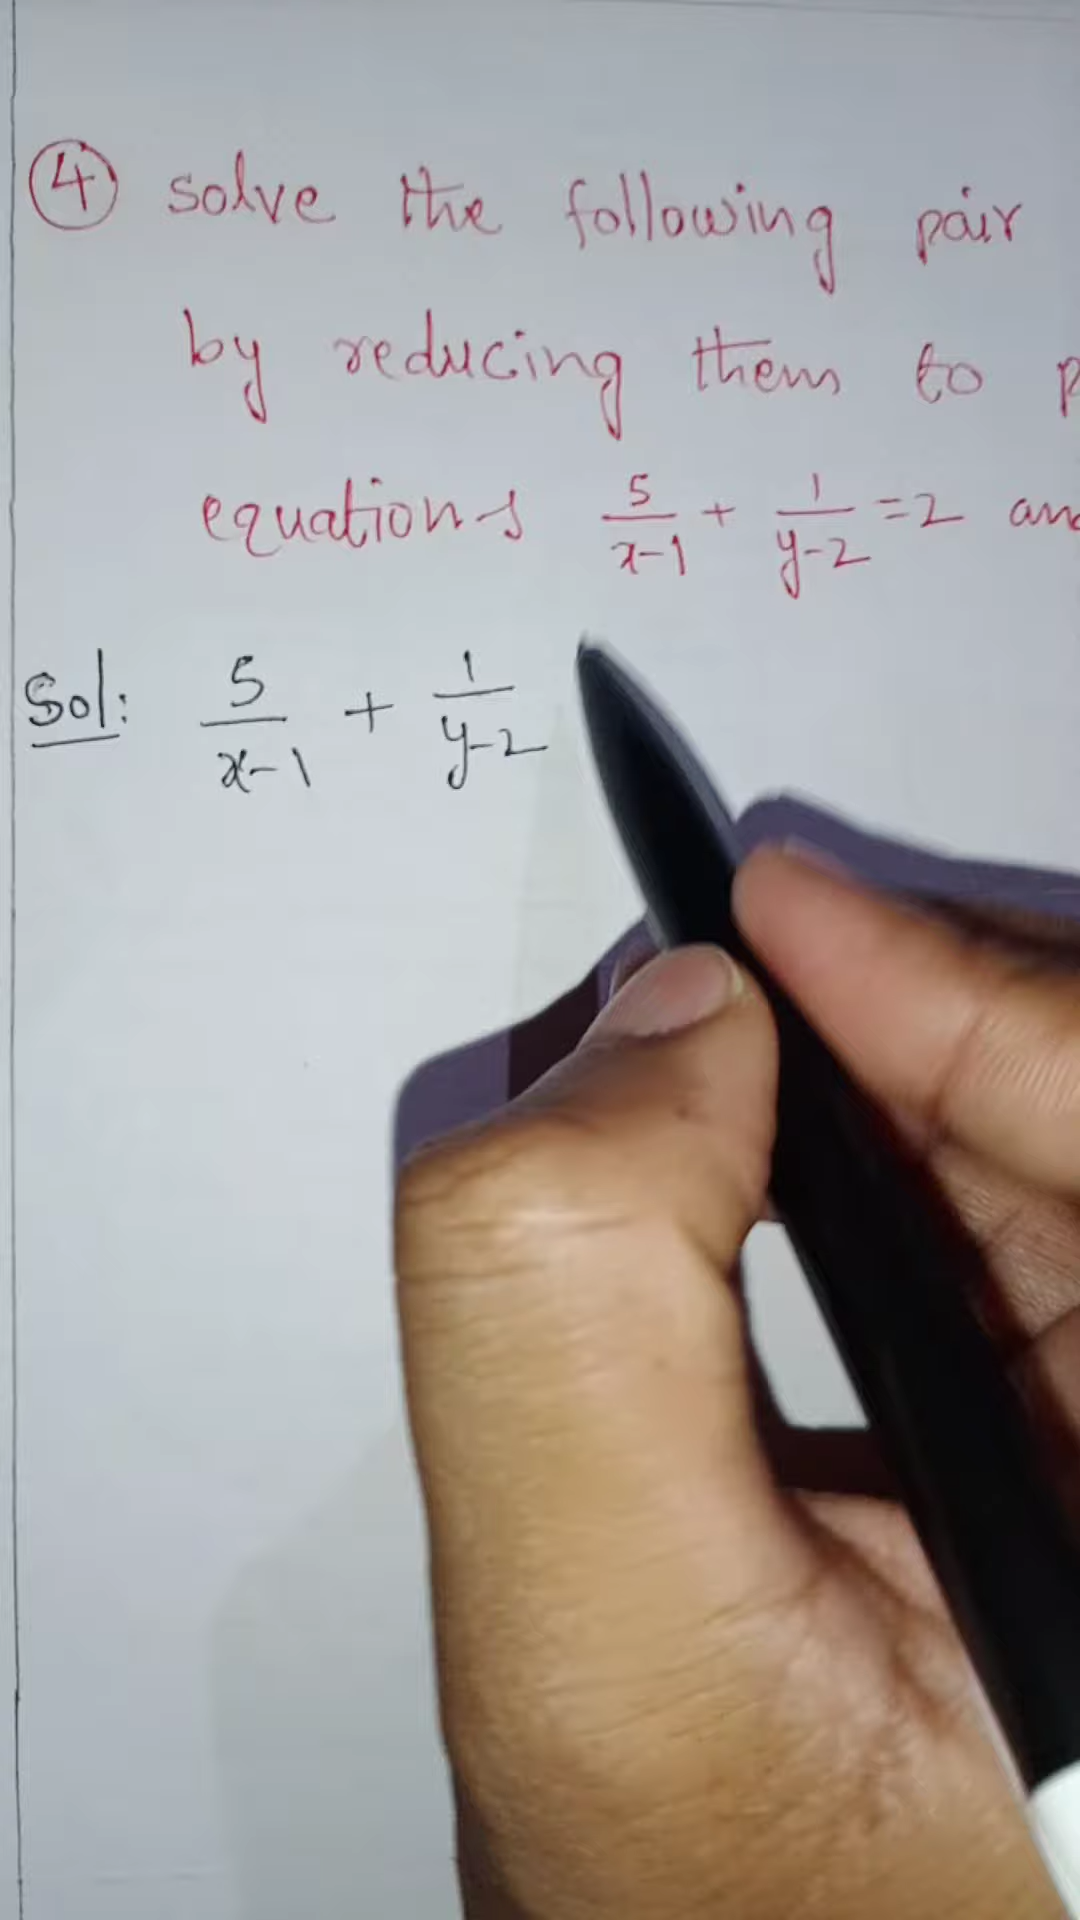 ④ solve the following pair
by reducing them to
equations 5/(x-1) + 1/(y-2) = 2
Sol: 5/(x-1) + 1/(y-2)